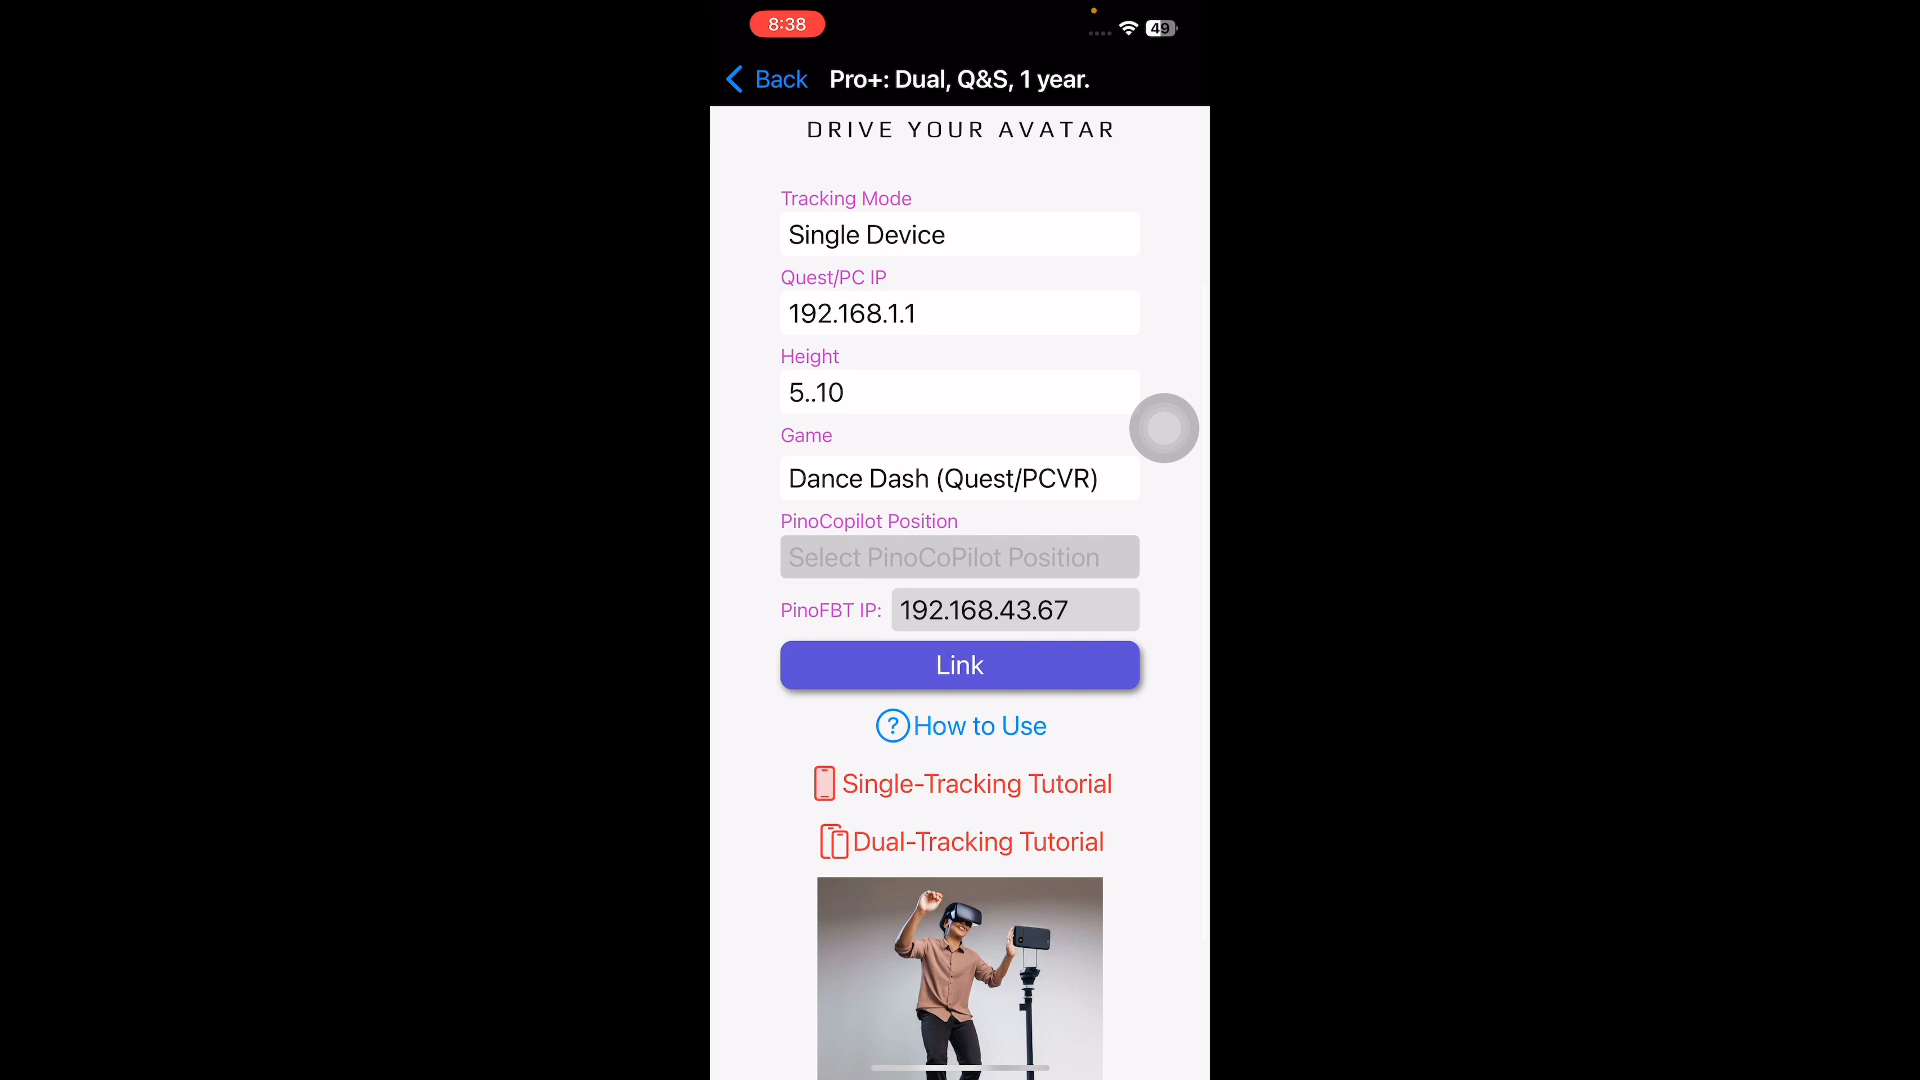 8:38
49
Back Pro+: Dual, Q&S, 1 year.
DRIVE YOUR AVATAR
Tracking Mode
Single Device
Quest/PC IP
192.168.1.1
Height
5..10
Game
Dance Dash (Quest/PCVR)
PinoCopilot Position
Select PinoCoPilot Position
PinoFBT IP: 192.168.43.67
Link
? How to Use
Single-Tracking Tutorial
Dual-Tracking Tutorial